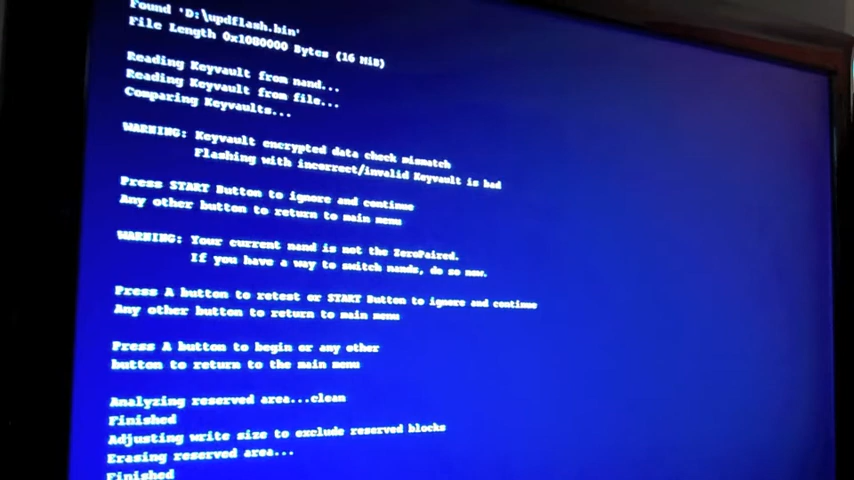 Found 'D:\updflash.bin'
File Length 0x1080000 Bytes (16 MiB)
Reading Keyvault from nand...
Reading Keyvault from file...
Comparing Keyvaults...
WARNING: Keyvault encrypted data check mismatch
Flashing with incorrect/invalid Keyvault is bad
Press START Button to ignore and continue
Any other button to return to main menu
WARNING: Your current nand is not the ZeroPaired.
If you have a way to switch nands, do so now.
Press A button to retest or START Button to ignore and continue
Any other button to return to main menu
Press A button to begin or any other
button to return to the main menu
Analyzing reserved area...clean
Finished
Adjusting write size to exclude reserved blocks
Erasing reserved area...
Finished